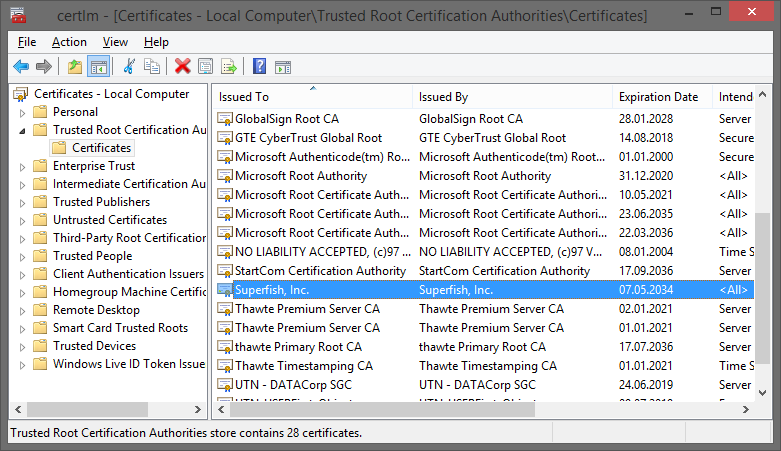 certlm - [Certificates - Local Computer\Trusted Root Certification Authorities\Certificates]
File Action View Help
Certificates - Local Computer
Personal
Trusted Root Certification Au
Certificates
Enterprise Trust
Intermediate Certification Au
Trusted Publishers
Untrusted Certificates
Third-Party Root Certification
Trusted People
Client Authentication Issuers
Homegroup Machine Certific
Remote Desktop
Smart Card Trusted Roots
Trusted Devices
Windows Live ID Token Issue
Issued To Issued By Expiration Date Intend
GlobalSign Root CA GlobalSign Root CA 28.01.2028 Server
GTE CyberTrust Global Root GTE CyberTrust Global Root 14.08.2018 Secure
Microsoft Authenticode(tm) Ro... Microsoft Authenticode(tm) Root... 01.01.2000 Secure
Microsoft Root Authority Microsoft Root Authority 31.12.2020 <All>
Microsoft Root Certificate Auth... Microsoft Root Certificate Authori... 10.05.2021 <All>
Microsoft Root Certificate Auth... Microsoft Root Certificate Authori... 23.06.2035 <All>
Microsoft Root Certificate Auth... Microsoft Root Certificate Authori... 22.03.2036 <All>
NO LIABILITY ACCEPTED, (c)97 ... NO LIABILITY ACCEPTED, (c)97 V... 08.01.2004 Time S
StartCom Certification Authority StartCom Certification Authority 17.09.2036 Server
Superfish, Inc. Superfish, Inc. 07.05.2034 <All>
Thawte Premium Server CA Thawte Premium Server CA 02.01.2021 Server
Thawte Premium Server CA Thawte Premium Server CA 01.01.2021 Server
thawte Primary Root CA thawte Primary Root CA 17.07.2036 Server
Thawte Timestamping CA Thawte Timestamping CA 01.01.2021 Time S
UTN - DATACorp SGC UTN - DATACorp SGC 24.06.2019 Server
Trusted Root Certification Authorities store contains 28 certificates.